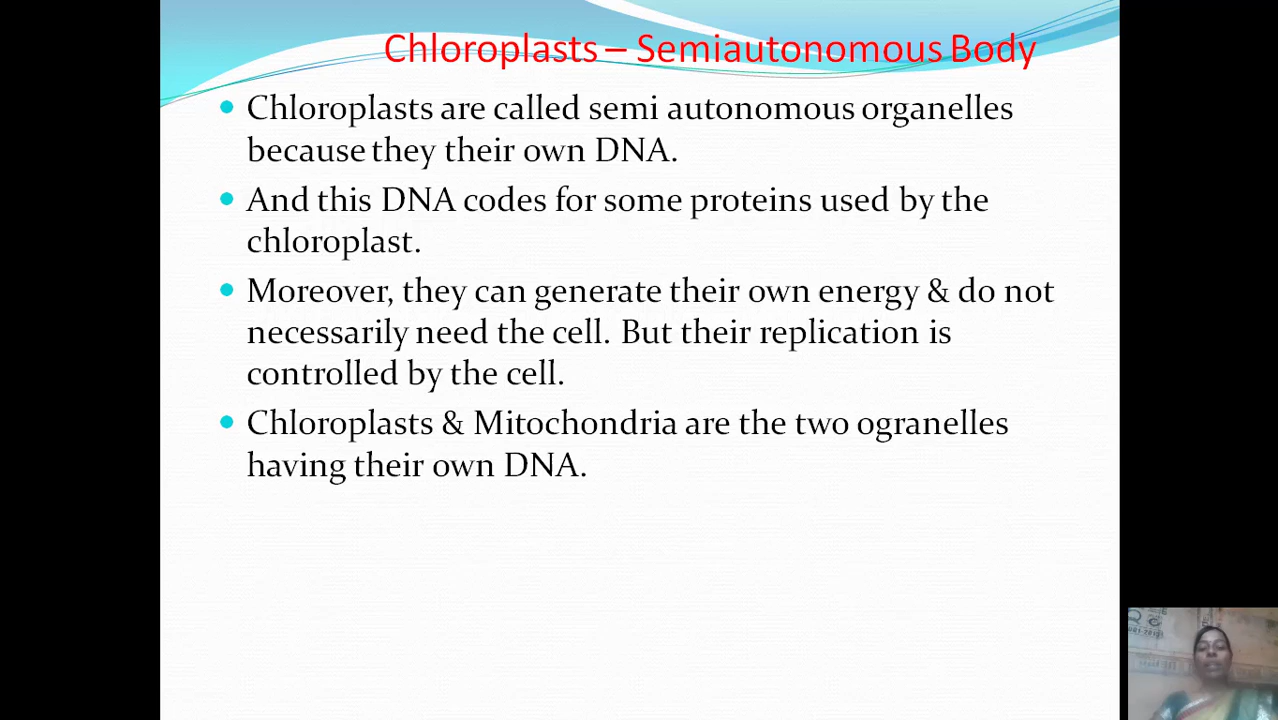 Chloroplasts – Semiautonomous Body
Chloroplasts are called semi autonomous organelles
because they their own DNA.
And this DNA codes for some proteins used by the
chloroplast.
Moreover, they can generate their own energy & do not
necessarily need the cell. But their replication is
controlled by the cell.
Chloroplasts & Mitochondria are the two ogranelles
having their own DNA.